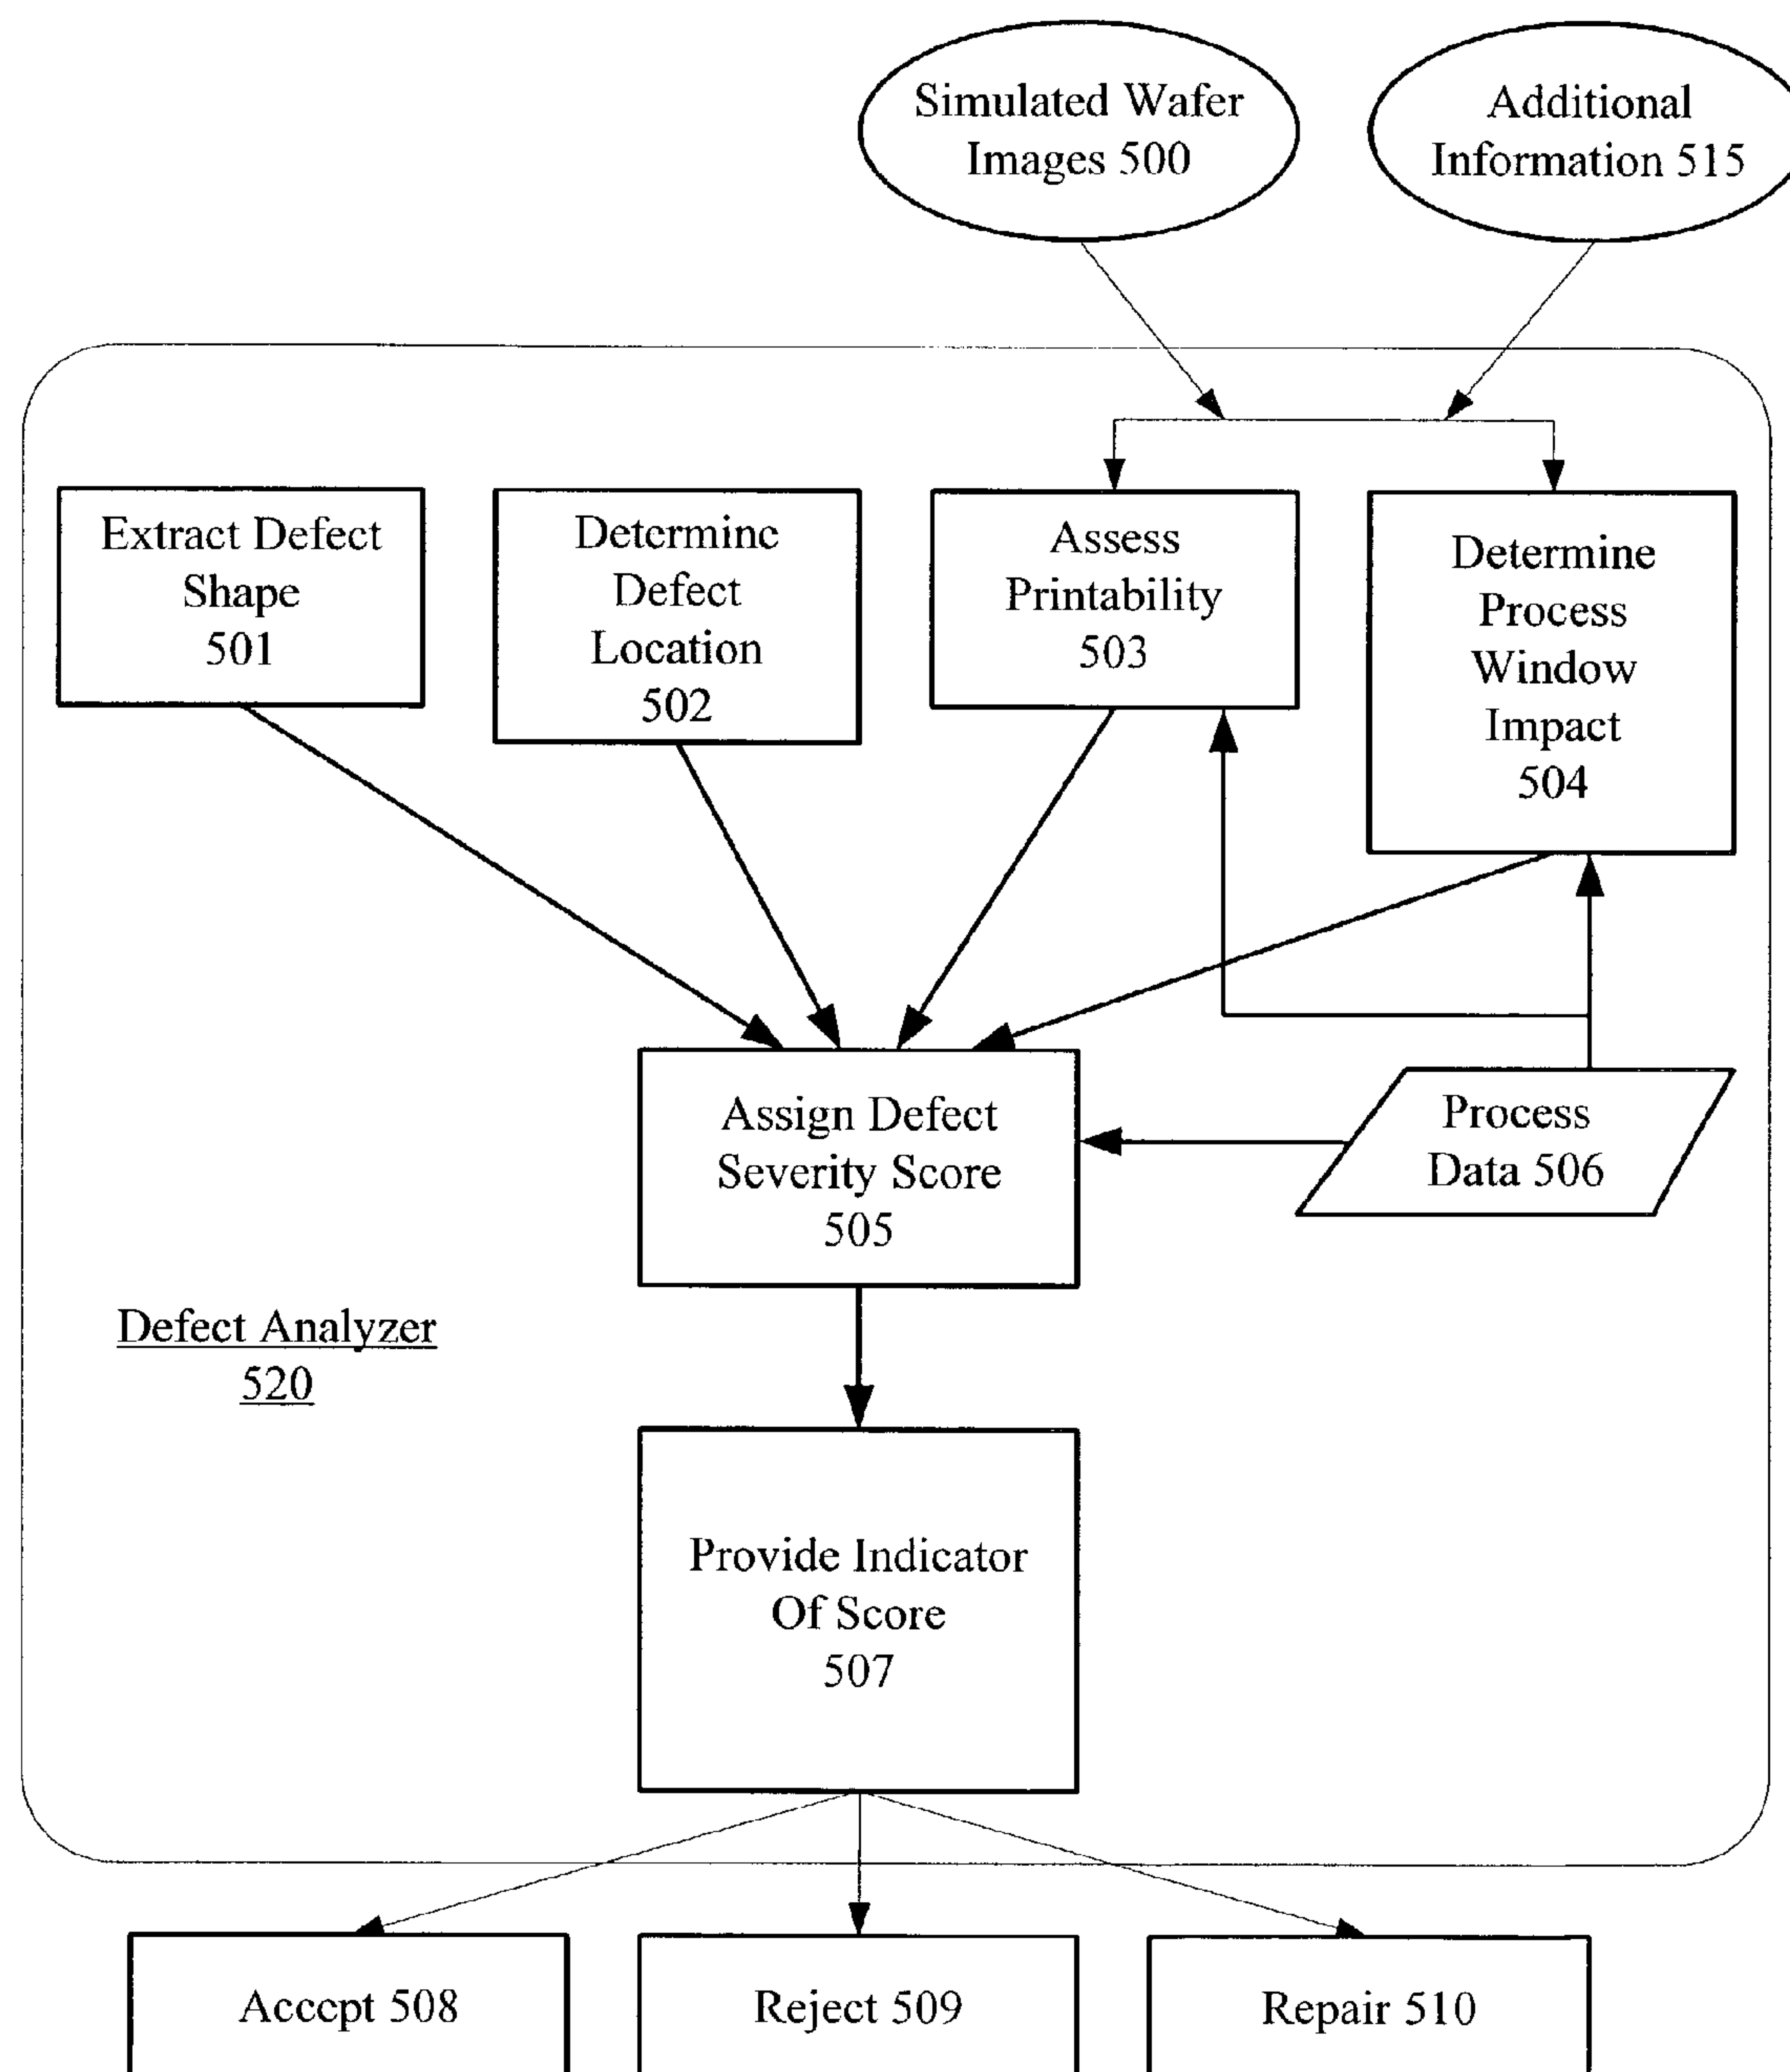 Simulated Wafer
Images 500
Additional
Information 515
Extract Defect
Shape
501
Determine
Defect
Location
502
Assess
Printability
503
Determine
Process
Window
Impact
504
Assign Defect
Severity Score
505
Process
Data 506
Defect Analyzer
520
Provide Indicator
Of Score
507
Accept 508
Reject 509
Repair 510